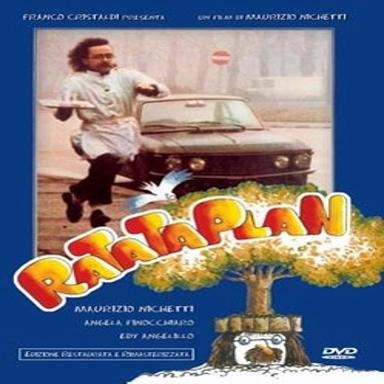 FRANCO CRISTALDI PRESENTA UN FILM DI MAURIZIO NICHETTI
RATATAPLAN
MAURIZIO NICHETTI
ANGELA FINOCCHIARO
EDY ANGELILLO
EDIZIONE RESTAURATA E RIMASTERIZZATA
DVD